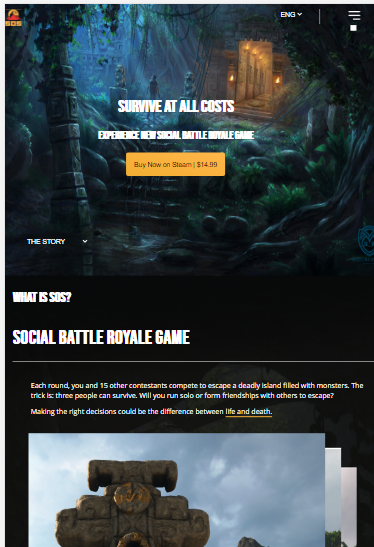 SOS
ENG
SURVIVE AT ALL COSTS
EXPERIENCE NEW SOCIAL BATTLE ROYALE GAME
Buy Now on Steam | $14.99
THE STORY
WHAT IS SOS?
SOCIAL BATTLE ROYALE GAME
Each round, you and 15 other contestants compete to escape a deadly island filled with monsters. The
trick is: three people can survive. Will you run solo or form friendships with others to escape?
Making the right decisions could be the difference between life and death.